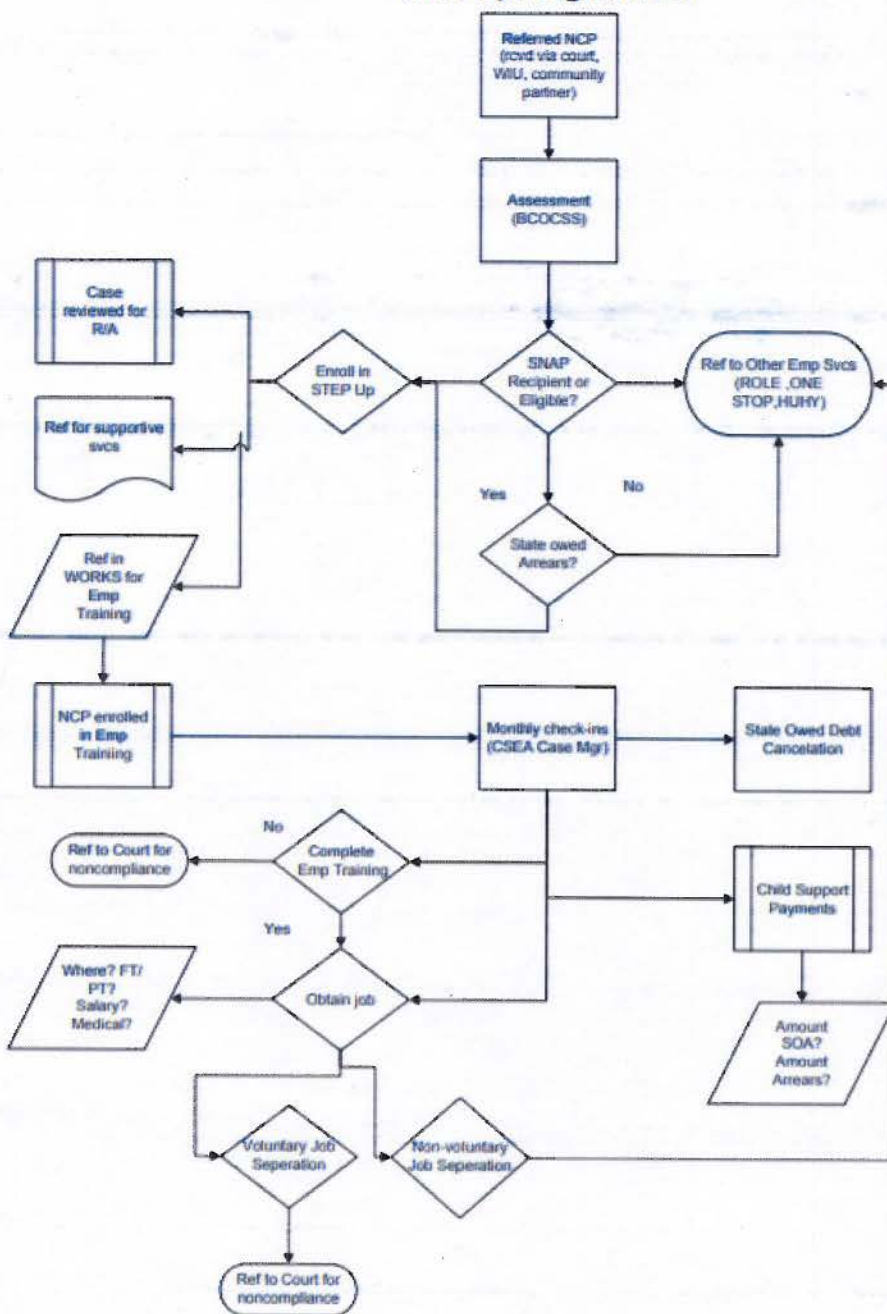 Referred NCP
(rcvd via court,
WIU, community
partner)
Assessment
(BCOCSS)
Case
reviewed for
R/A
Enroll in
STEP Up
SNAP
Recipient or
Eligible?
Ref to Other Emp Svcs
(ROLE ,ONE
STOP,HUHY)
Ref for supportive
svcs
Yes
No
State owed
Arrears?
Ref in
WORKS for
Emp
Training
NCP enrolled
in Emp
Training
Monthly check-ins
(CSEA Case Mgr)
State Owed Debt
Cancelation
No
Ref to Court for
noncompliance
Complete
Emp Training
Child Support
Payments
Yes
Where? FT/
PT?
Salary?
Medical?
Obtain job
Amount
SOA?
Amount
Arrears?
Voluntary Job
Seperation
Non-voluntary
Job Seperation
Ref to Court for
noncompliance